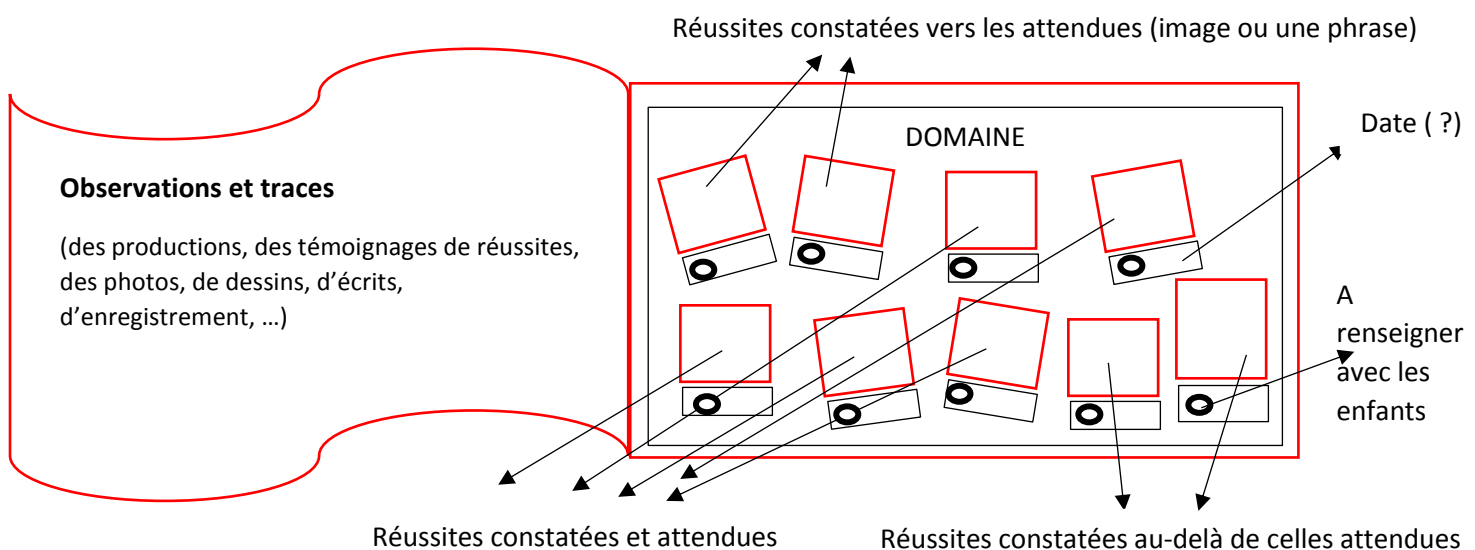 Réussites constatées vers les attendues (image ou une phrase)
Date ( ?)
DOMAINE
Observations et traces
(des productions, des témoignages de réussites,
des photos, de dessins, d’écrits,
d’enregistrement, …)
A
renseigner
avec les
enfants
Réussites constatées et attendues
Réussites constatées au-delà de celles attendues